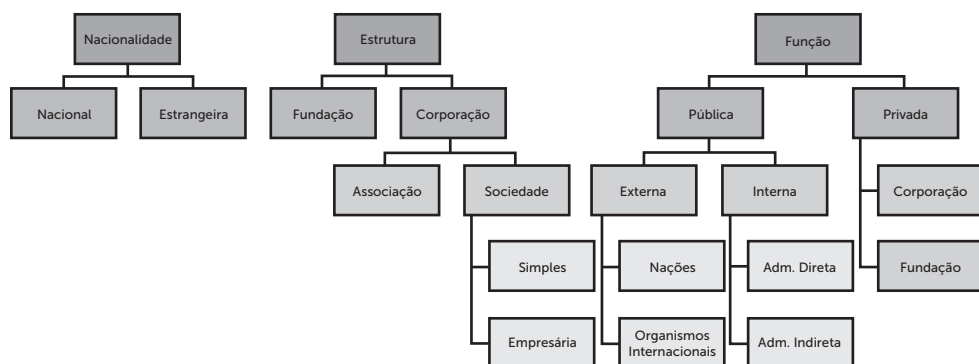 Nacionalidade
Estrutura
Função
Nacional
Estrangeira
Fundação
Corporação
Pública
Privada
Associação
Sociedade
Externa
Interna
Corporação
Simples
Nações
Adm. Direta
Fundação
Empresária
Organismos
Internacionais
Adm. Indireta